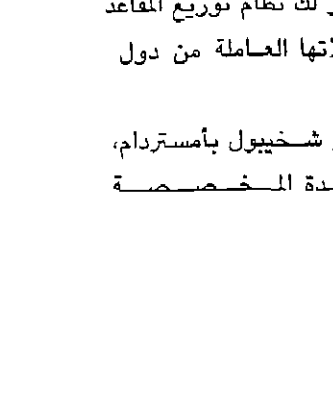 لك نظام توزيع المقاعد
العاملة من دول
شخيبول بأمستردام،
المخصصة